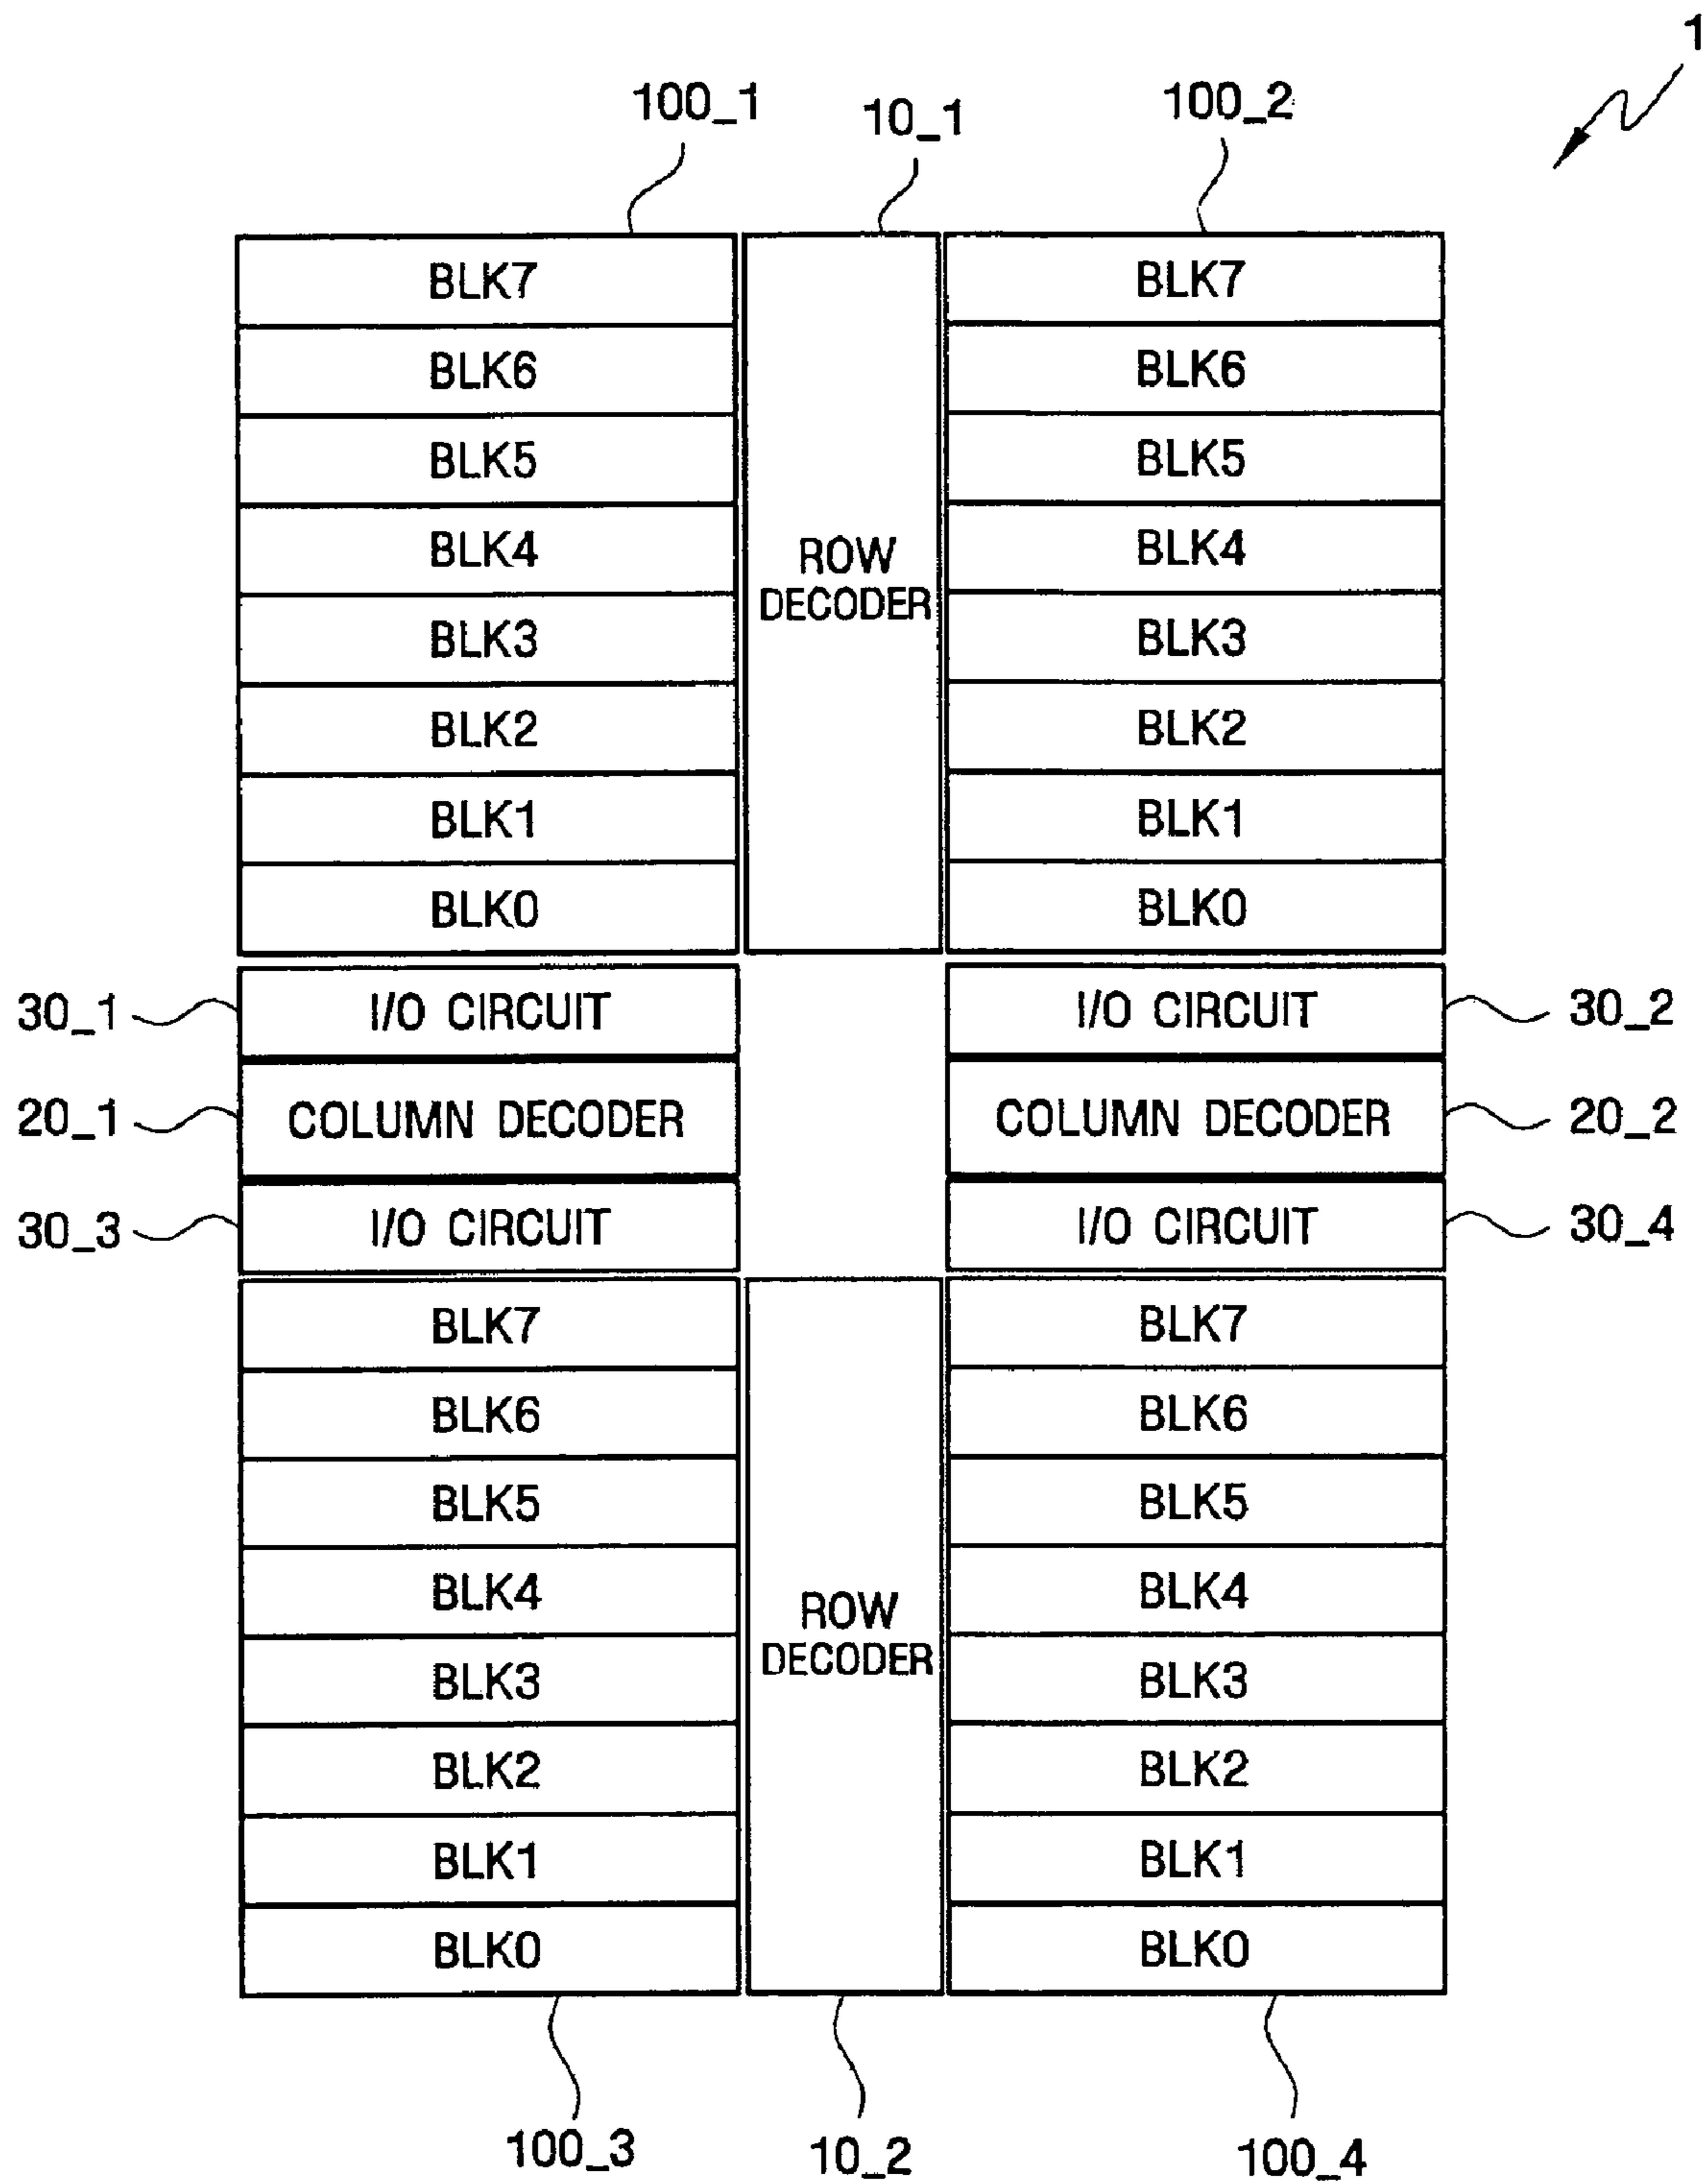 1
100_1
10_1
100_2
BLK7
BLK6
BLK5
BLK4
BLK3
BLK2
BLK1
BLK0
ROW
DECODER
BLK7
BLK6
BLK5
BLK4
BLK3
BLK2
BLK1
BLK0
30_1
I/O CIRCUIT
I/O CIRCUIT
30_2
20_1
COLUMN DECODER
COLUMN DECODER
20_2
30_3
I/O CIRCUIT
I/O CIRCUIT
30_4
BLK7
BLK6
BLK5
BLK4
BLK3
BLK2
BLK1
BLK0
ROW
DECODER
BLK7
BLK6
BLK5
BLK4
BLK3
BLK2
BLK1
BLK0
100_3
10_2
100_4